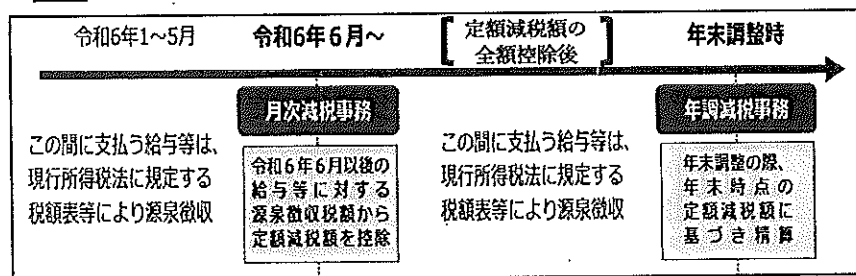 令和6年1～5月
令和6年6月～
定額減税額の
全額控除後
年末調整時
月次減税事務
年調減税事務
この間に支払う給与等は、
現行所得税法に規定する
税額表等により源泉徴収
令和6年6月以後の
給与等に対する
源泉徴収税額から
定額減税額を控除
この間に支払う給与等は、
現行所得税法に規定する
税額表等により源泉徴収
年末調整の際、
年末時点の
定額減税額に
基づき精算